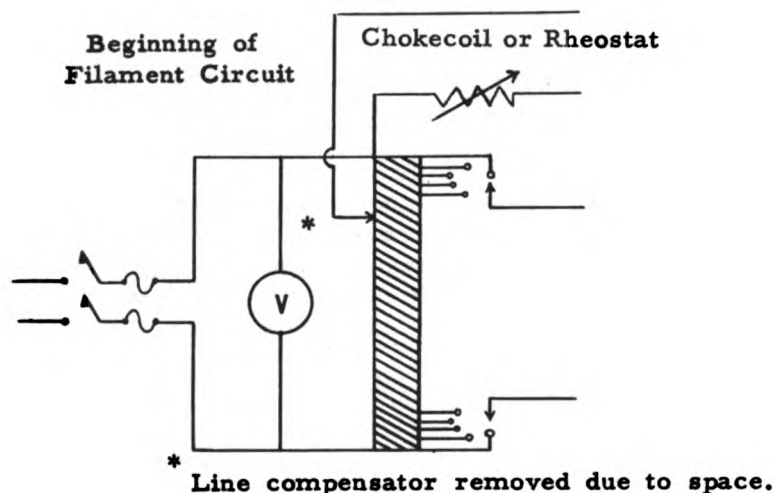 Beginning of
Filament Circuit
Chokecoil or Rheostat
*
V
* Line compensator removed due to space.